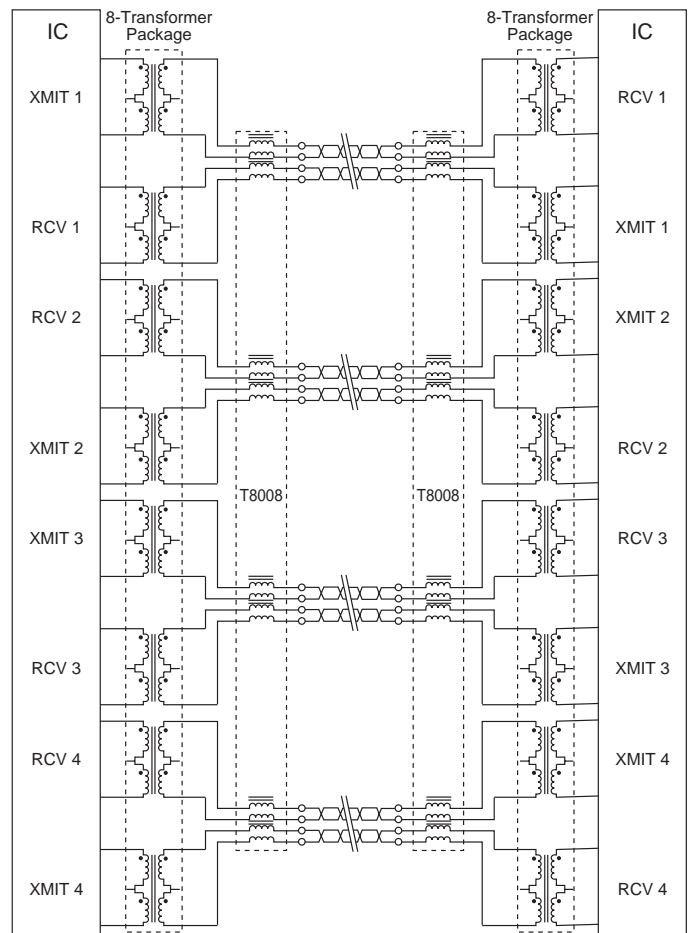 8-Transformer
Package
8-Transformer
Package
IC
IC
XMIT 1
RCV 1
RCV 1
XMIT 1
RCV 2
XMIT 2
XMIT 2
RCV 2
T8008
T8008
XMIT 3
RCV 3
RCV 3
XMIT 3
RCV 4
XMIT 4
XMIT 4
RCV 4